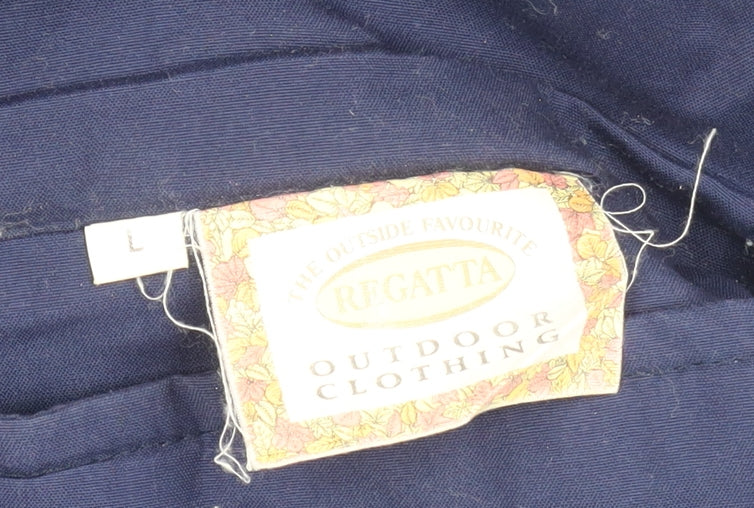 L
THE OUTSIDE FAVOURITE
REGATTA
OUTDOOR
CLOTHING